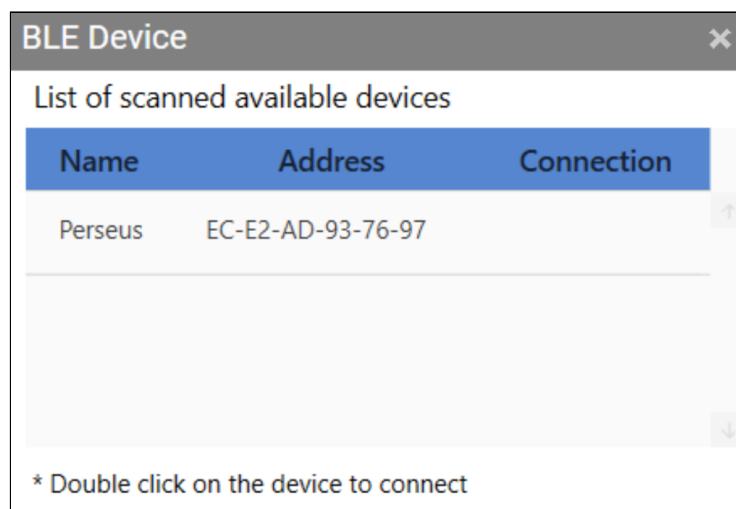 BLE Device
List of scanned available devices
Name Address Connection
Perseus EC-E2-AD-93-76-97
* Double click on the device to connect